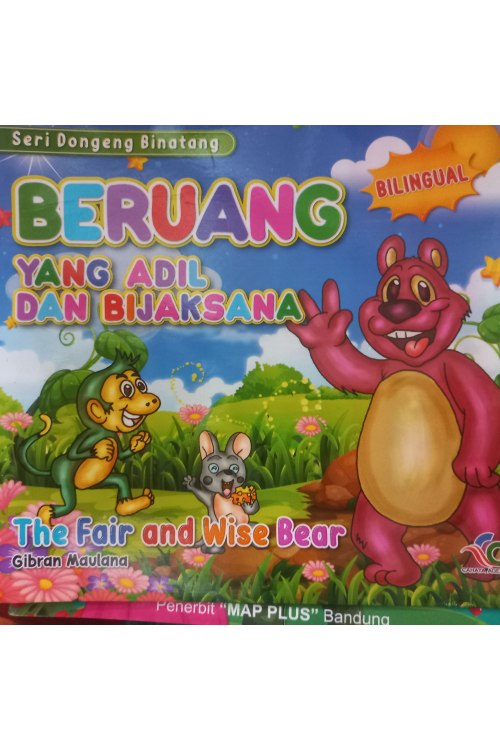 Seri Dongeng Binatang
BILINGUAL
BERUANG
YANG ADIL
DAN BIJAKSANA
The Fair and Wise Bear
Gibran Maulana
Penerbit "MAP PLUS" Bandung